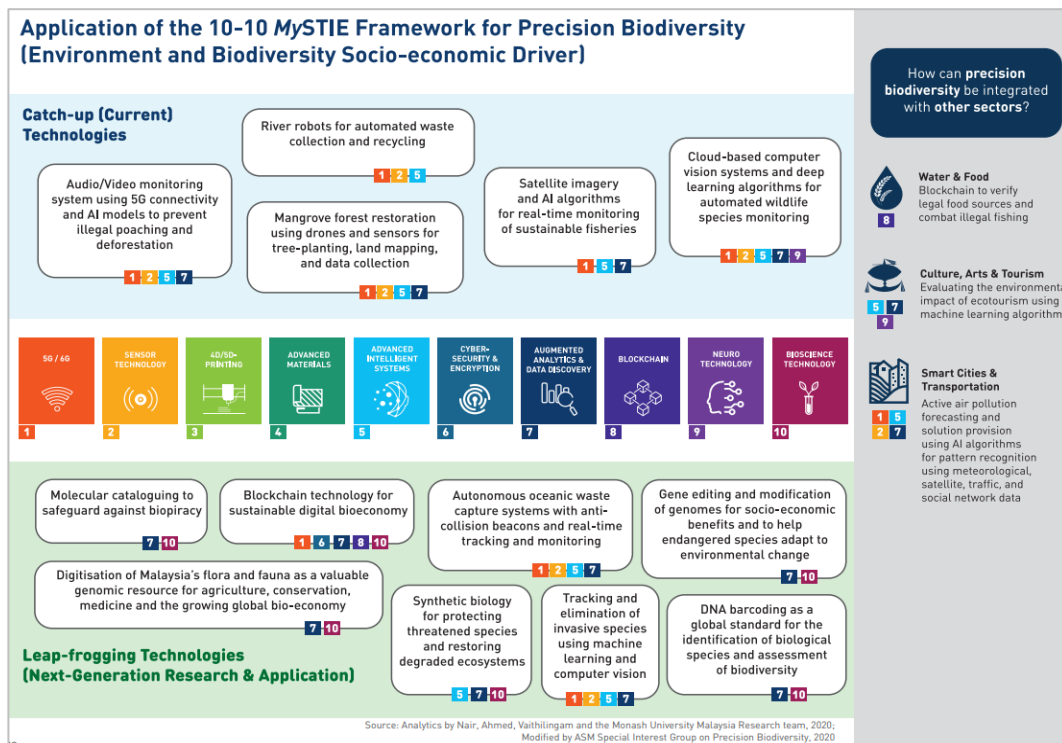 Application of the 10-10 MySTIE Framework for Precision Biodiversity
(Environment and Biodiversity Socio-economic Driver)
Catch-up (Current)
Technologies
Audio/Video monitoring
system using 5G connectivity
and AI models to prevent
illegal poaching and
deforestation
1 2 5 7
River robots for automated waste
collection and recycling
1 2 5
Mangrove forest restoration
using drones and sensors for
tree-planting, land mapping,
and data collection
1 2 5 7
Satellite imagery
and AI algorithms
for real-time monitoring
of sustainable fisheries
1 5 7
Cloud-based computer
vision systems and deep
learning algorithms for
automated wildlife
species monitoring
1 2 5 7 9
5G / 6G
1
SENSOR
TECHNOLOGY
2
4D/5D-
PRINTING
3
ADVANCED
MATERIALS
4
ADVANCED
INTELLIGENT
SYSTEMS
5
CYBER-
SECURITY &
ENCRYPTION
6
AUGMENTED
ANALYTICS &
DATA DISCOVERY
7
BLOCKCHAIN
8
NEURO
TECHNOLOGY
9
BIOSCIENCE
TECHNOLOGY
10
Molecular cataloguing to
safeguard against biopiracy
7 10
Blockchain technology for
sustainable digital bioeconomy
1 6 7 8 10
Autonomous oceanic waste
capture systems with anti-
collision beacons and real-time
tracking and monitoring
1 2 5 7
Gene editing and modification
of genomes for socio-economic
benefits and to help
endangered species adapt to
environmental change
7 10
Digitisation of Malaysia's flora and fauna as a valuable
genomic resource for agriculture, conservation,
medicine and the growing global bio-economy
7 10
Synthetic biology
for protecting
threatened species
and restoring
degraded ecosystems
5 7 10
Tracking and
elimination of
invasive species
using machine
learning and
computer vision
1 2 5 7
DNA barcoding as a
global standard for the
identification of biological
species and assessment
of biodiversity
7 10
Leap-frogging Technologies
(Next-Generation Research & Application)
Source: Analytics by Nair, Ahmed, Vaithilingam and the Monash University Malaysia Research team, 2020;
Modified by ASM Special Interest Group on Precision Biodiversity, 2020
How can precision
biodiversity be integrated
with other sectors?
Water & Food
Blockchain to verify
legal food sources and
combat illegal fishing
8
Culture, Arts & Tourism
Evaluating the environmenta
impact of ecotourism using
machine learning algorithm
5 7
9
Smart Cities &
Transportation
Active air pollution
forecasting and
solution provision
using AI algorithms
for pattern recognition
using meteorological,
satellite, traffic, and
social network data
1 5
2 7